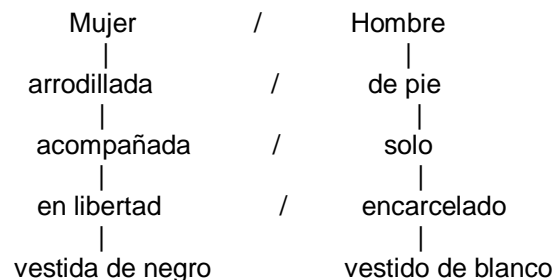 Mujer / Hombre
| |
arrodillada / de pie
| |
acompañada / solo
| |
en libertad / encarcelado
| |
vestida de negro vestido de blanco